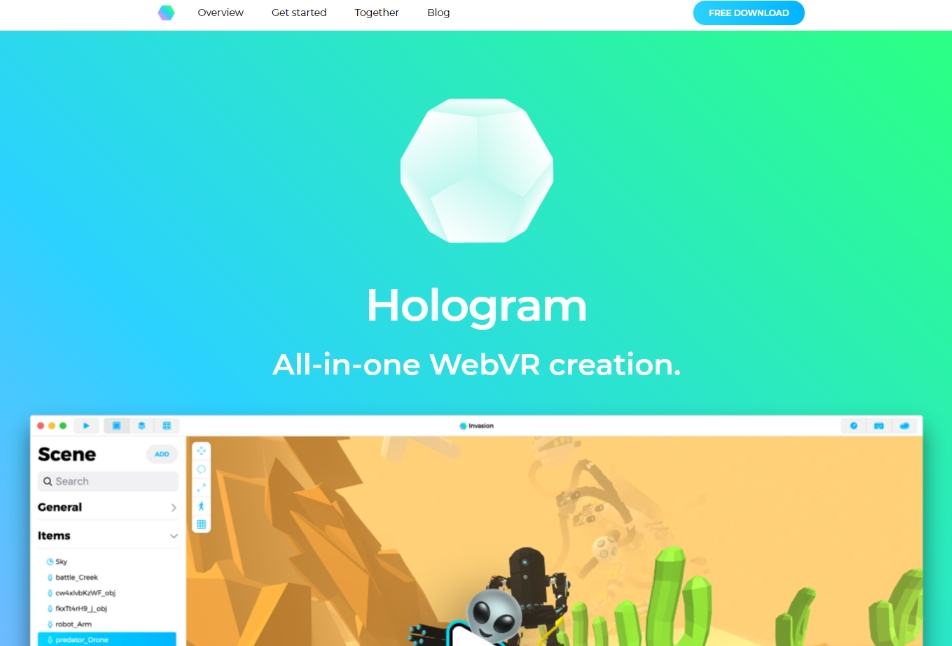 Overview Get started Together Blog FREE DOWNLOAD
Hologram
All-in-one WebVR creation.
Invasion
Scene ADD
Search
General
Items
Sky
battle_Creek
cw4xlvbKzWF_obj
fkxTt4rH9_j_obj
robot_Arm
predator_Drone